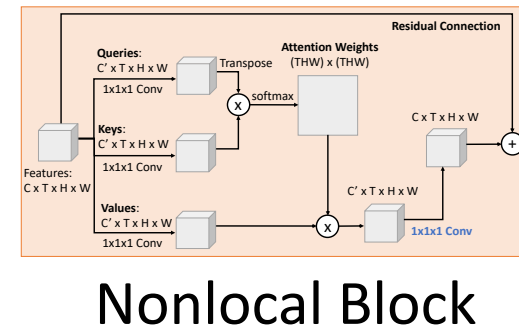 Residual Connection
Queries:
C' x T x H x W
1x1x1 Conv
Transpose
Attention Weights
(THW) x (THW)
x
softmax
Keys:
C' x T x H x W
1x1x1 Conv
Features:
C x T x H x W
C x T x H x W
+
Values:
C' x T x H x W
1x1x1 Conv
x
C' x T x H x W
1x1x1 Conv
Nonlocal Block